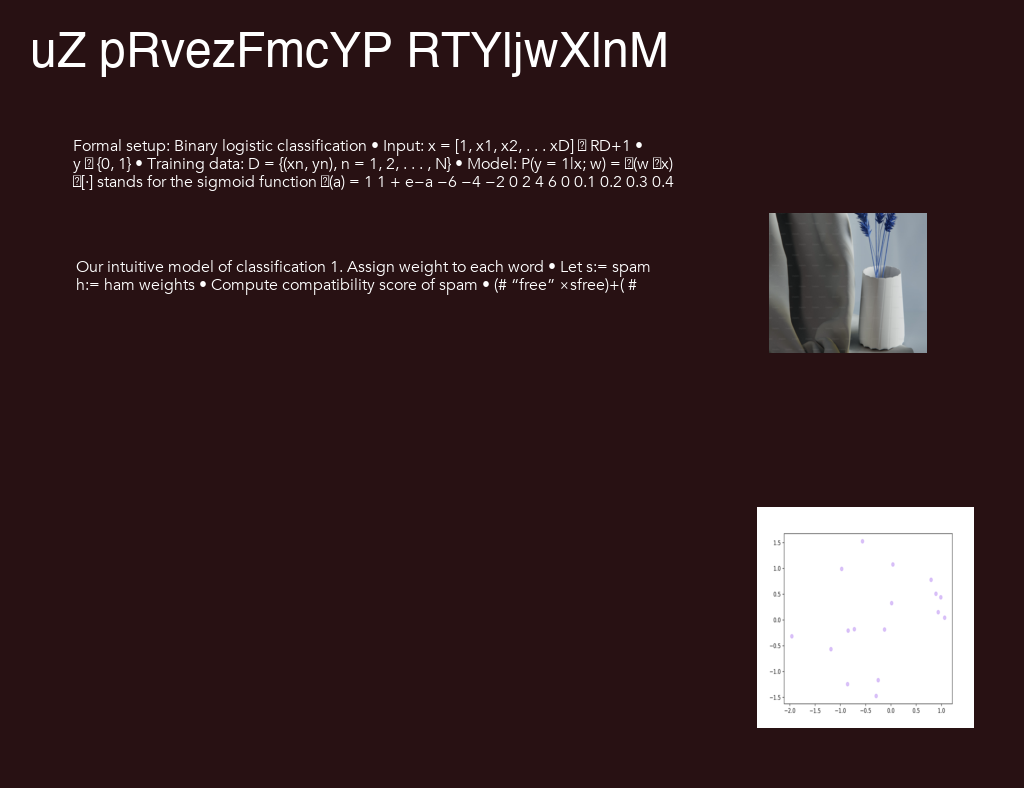 uZ pRvezFmcYP RTYljwXlnM
Formal setup: Binary logistic classification • Input: x = [1, x1, x2, . . . xD] ⍰ RD+1 •
y ⍰ {0, 1} • Training data: D = {(xn, yn), n = 1, 2, . . . , N} • Model: P(y = 1|x; w) = ⍰(w ⍰x)
⍰[·] stands for the sigmoid function ⍰(a) = 1 1 + e−a −6 −4 −2 0 2 4 6 0 0.1 0.2 0.3 0.4
Our intuitive model of classification 1. Assign weight to each word • Let s:= spam
h:= ham weights • Compute compatibility score of spam • (# “free” ×sfree)+( #
1.5
1.0
0.5
0.0
−0.5
−1.0
−1.5
−2.0 −1.5 −1.0 −0.5 0.0 0.5 1.0